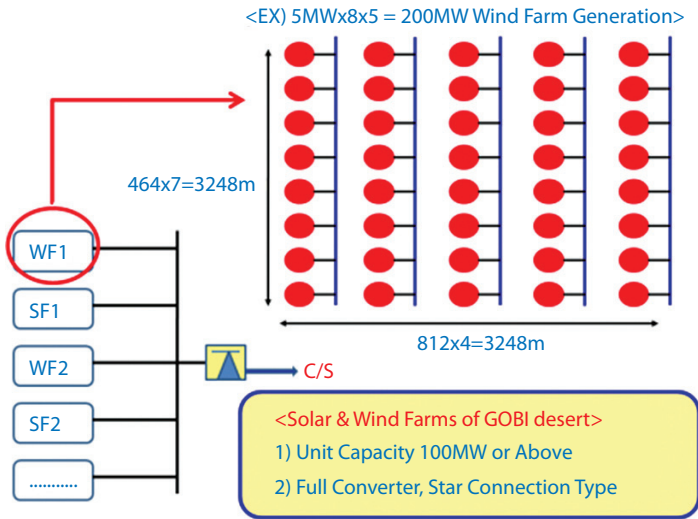 <EX) 5MWx8x5 = 200MW Wind Farm Generation>
464x7=3248m
812x4=3248m
WF1
SF1
WF2
SF2
...........
C/S
<Solar & Wind Farms of GOBI desert>
1) Unit Capacity 100MW or Above
2) Full Converter, Star Connection Type